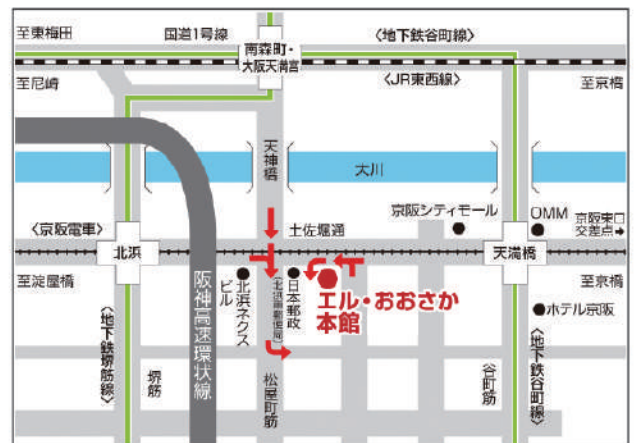 至東梅田
国道1号線
南森町・
大阪天満宮
〈地下鉄谷町線〉
至尼崎
〈JR東西線〉
至京橋
天神橋
大川
京阪シティモール
OMM
京阪東口
交差点➡
〈京阪電車〉
北浜
土佐堀通
天満橋
至淀屋橋
阪神高速環状線
北浜ネクス
ビル
日本郵政
エル・おおさか
本館
至京橋
ホテル京阪
〈地下鉄堺筋線〉
堺筋
松屋町筋
谷町筋
〈地下鉄谷町線〉